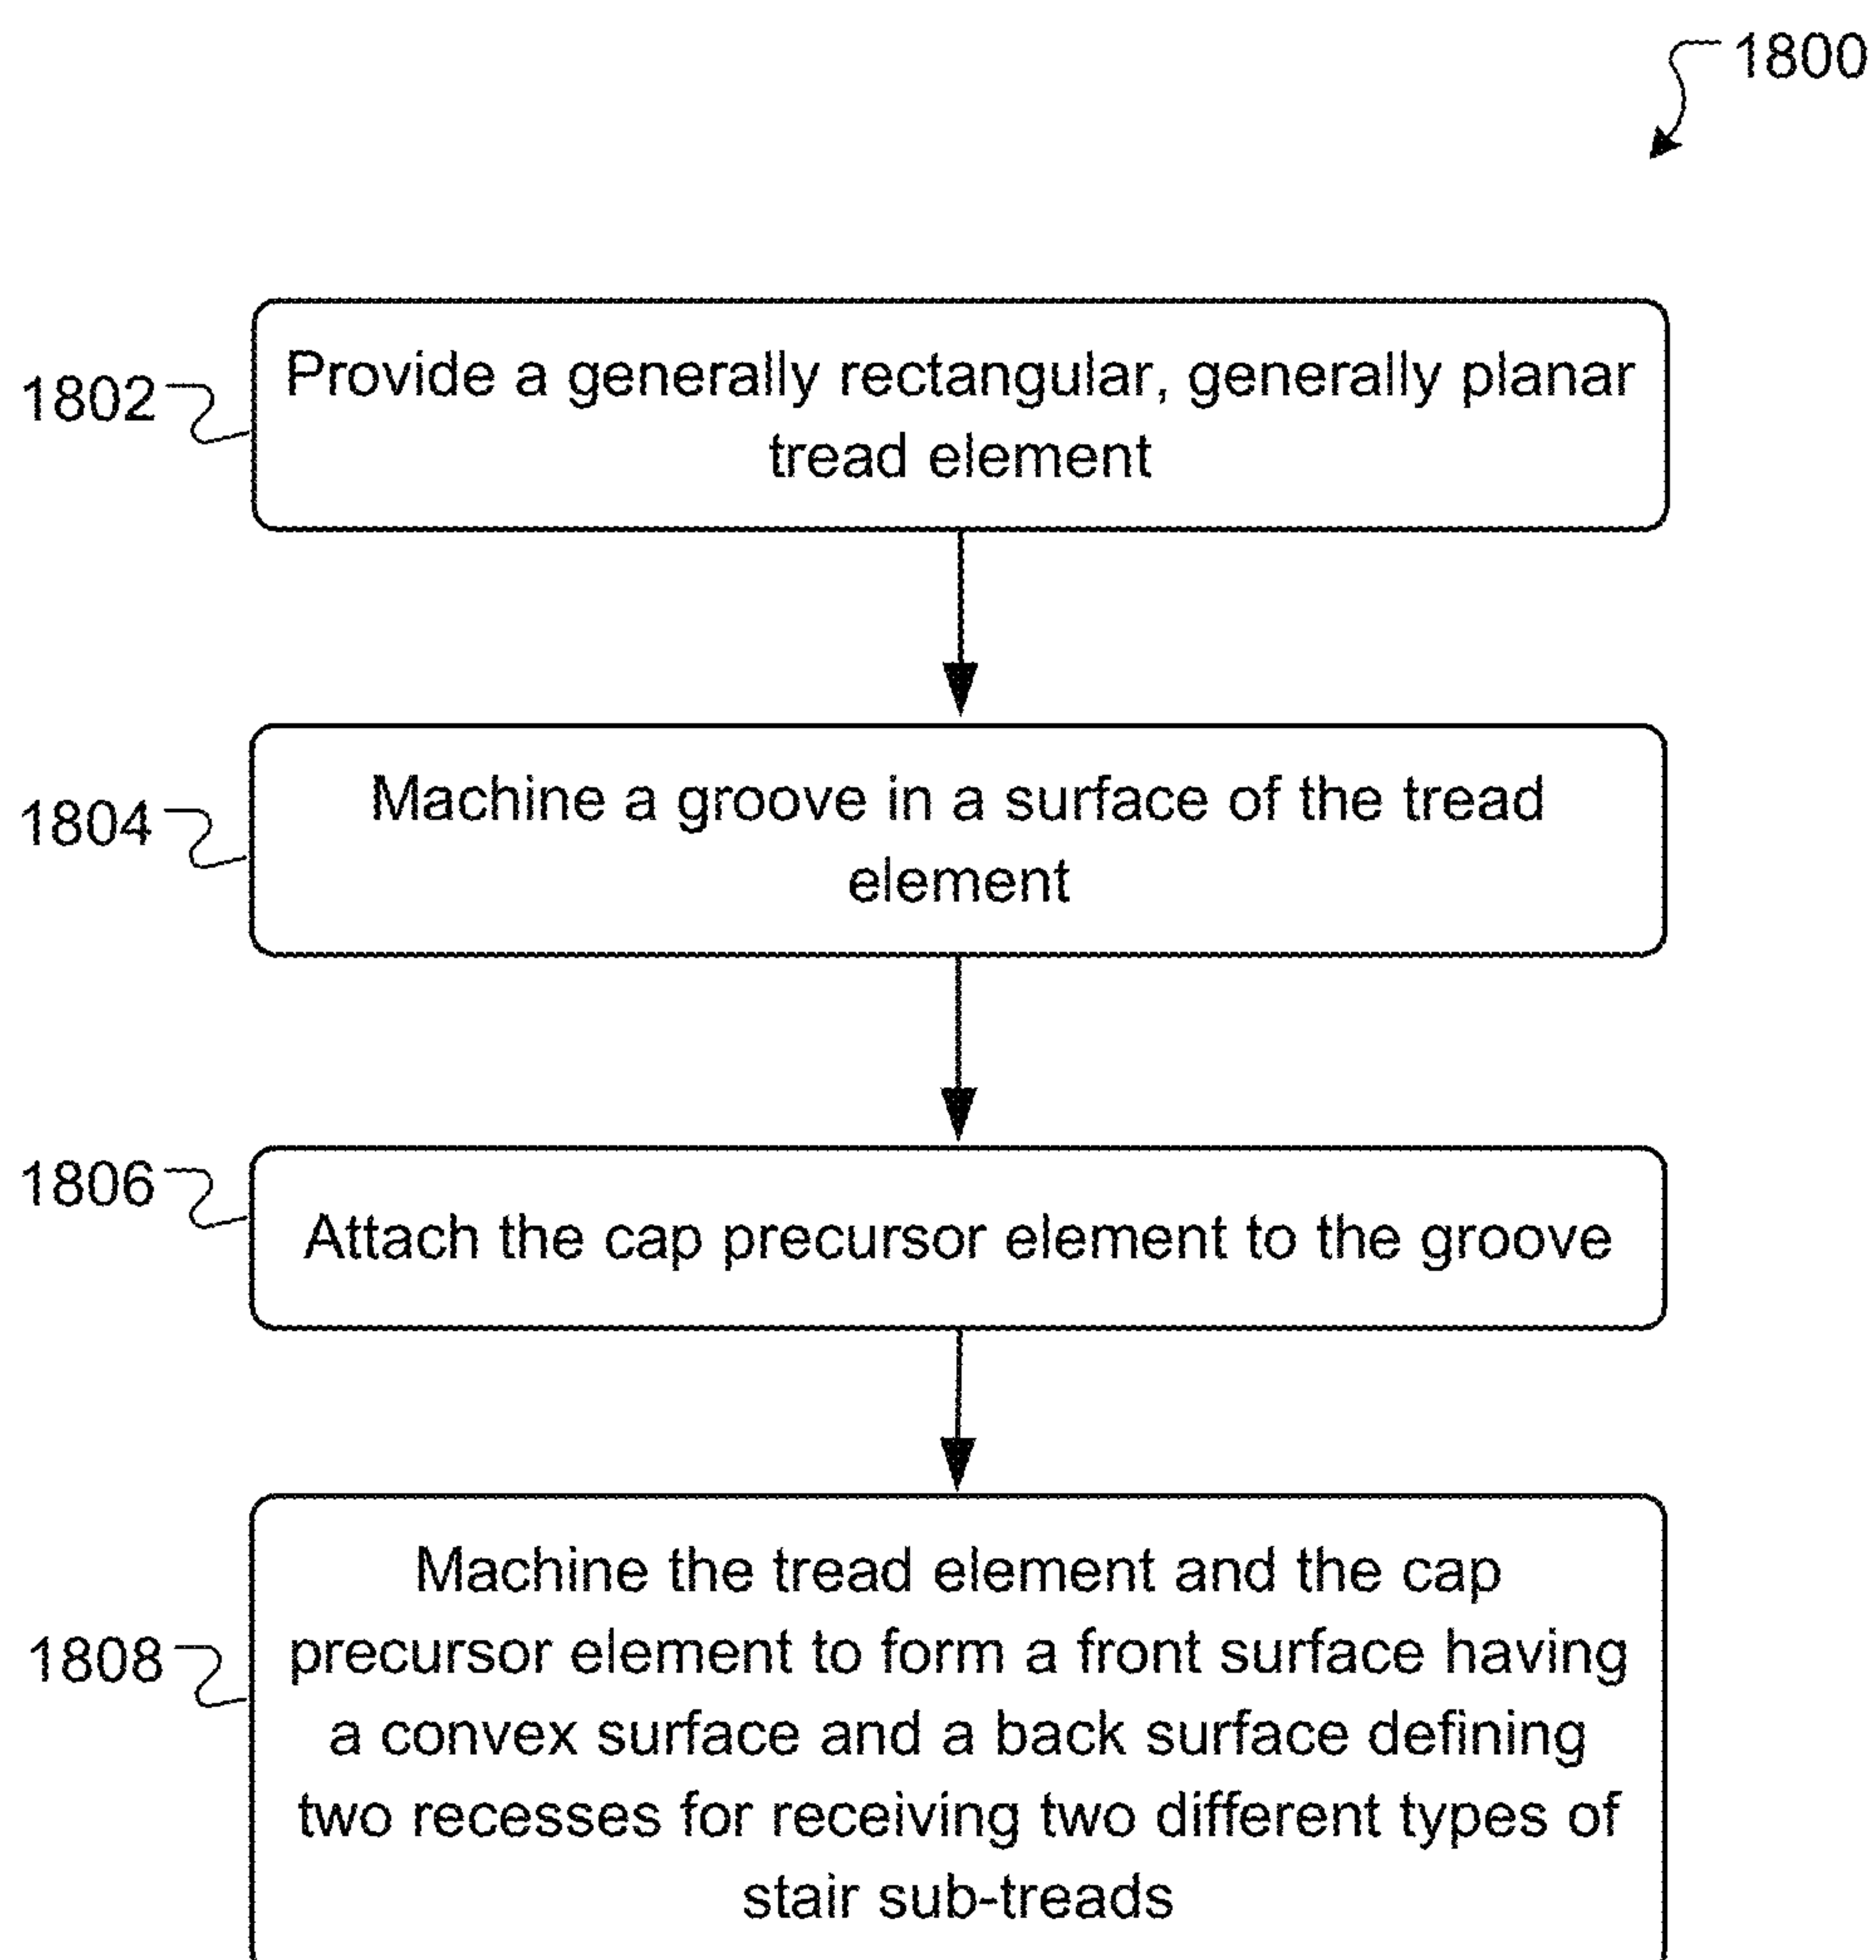 1800
1802
Provide a generally rectangular, generally planar
tread element
1804
Machine a groove in a surface of the tread
element
1806
Attach the cap precursor element to the groove
1808
Machine the tread element and the cap
precursor element to form a front surface having
a convex surface and a back surface defining
two recesses for receiving two different types of
stair sub-treads